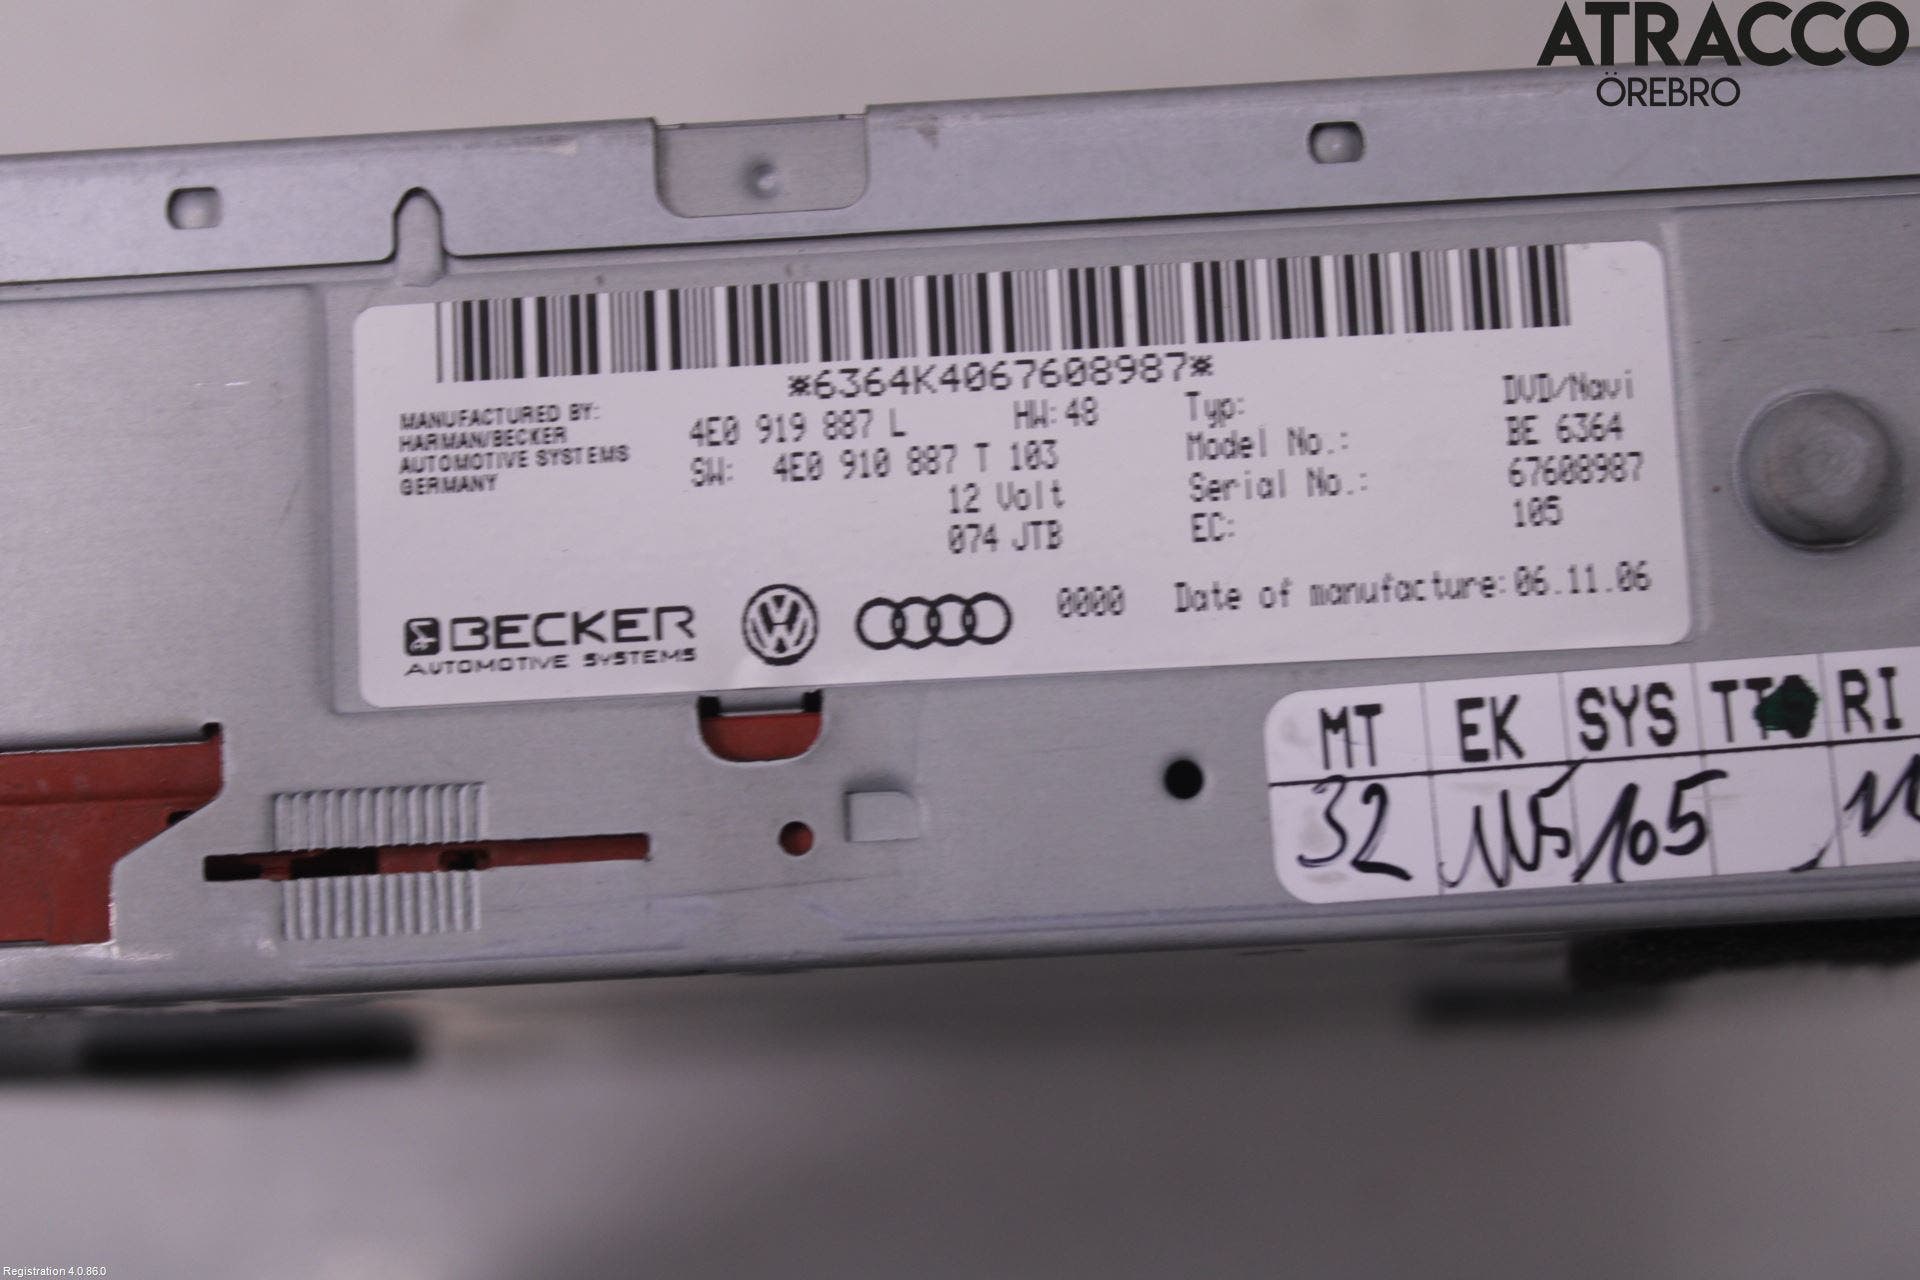 ATRACCO
ÖREBRO
*6364K4067608987*
MANUFACTURED BY:
HARMAN/BECKER
AUTOMOTIVE SYSTEMS
GERMANY
4E0 919 887 L HW: 48
SW: 4E0 910 887 T 103
12 Volt
074 JTB
Typ: DVD/Navi
Model No.: BE 6364
Serial No.: 67608987
EC: 105
BECKER
AUTOMOTIVE SYSTEMS
0000 Date of manufacture: 06.11.06
MT EK SYS TT RI
32 105
Registration 4.0.86.0